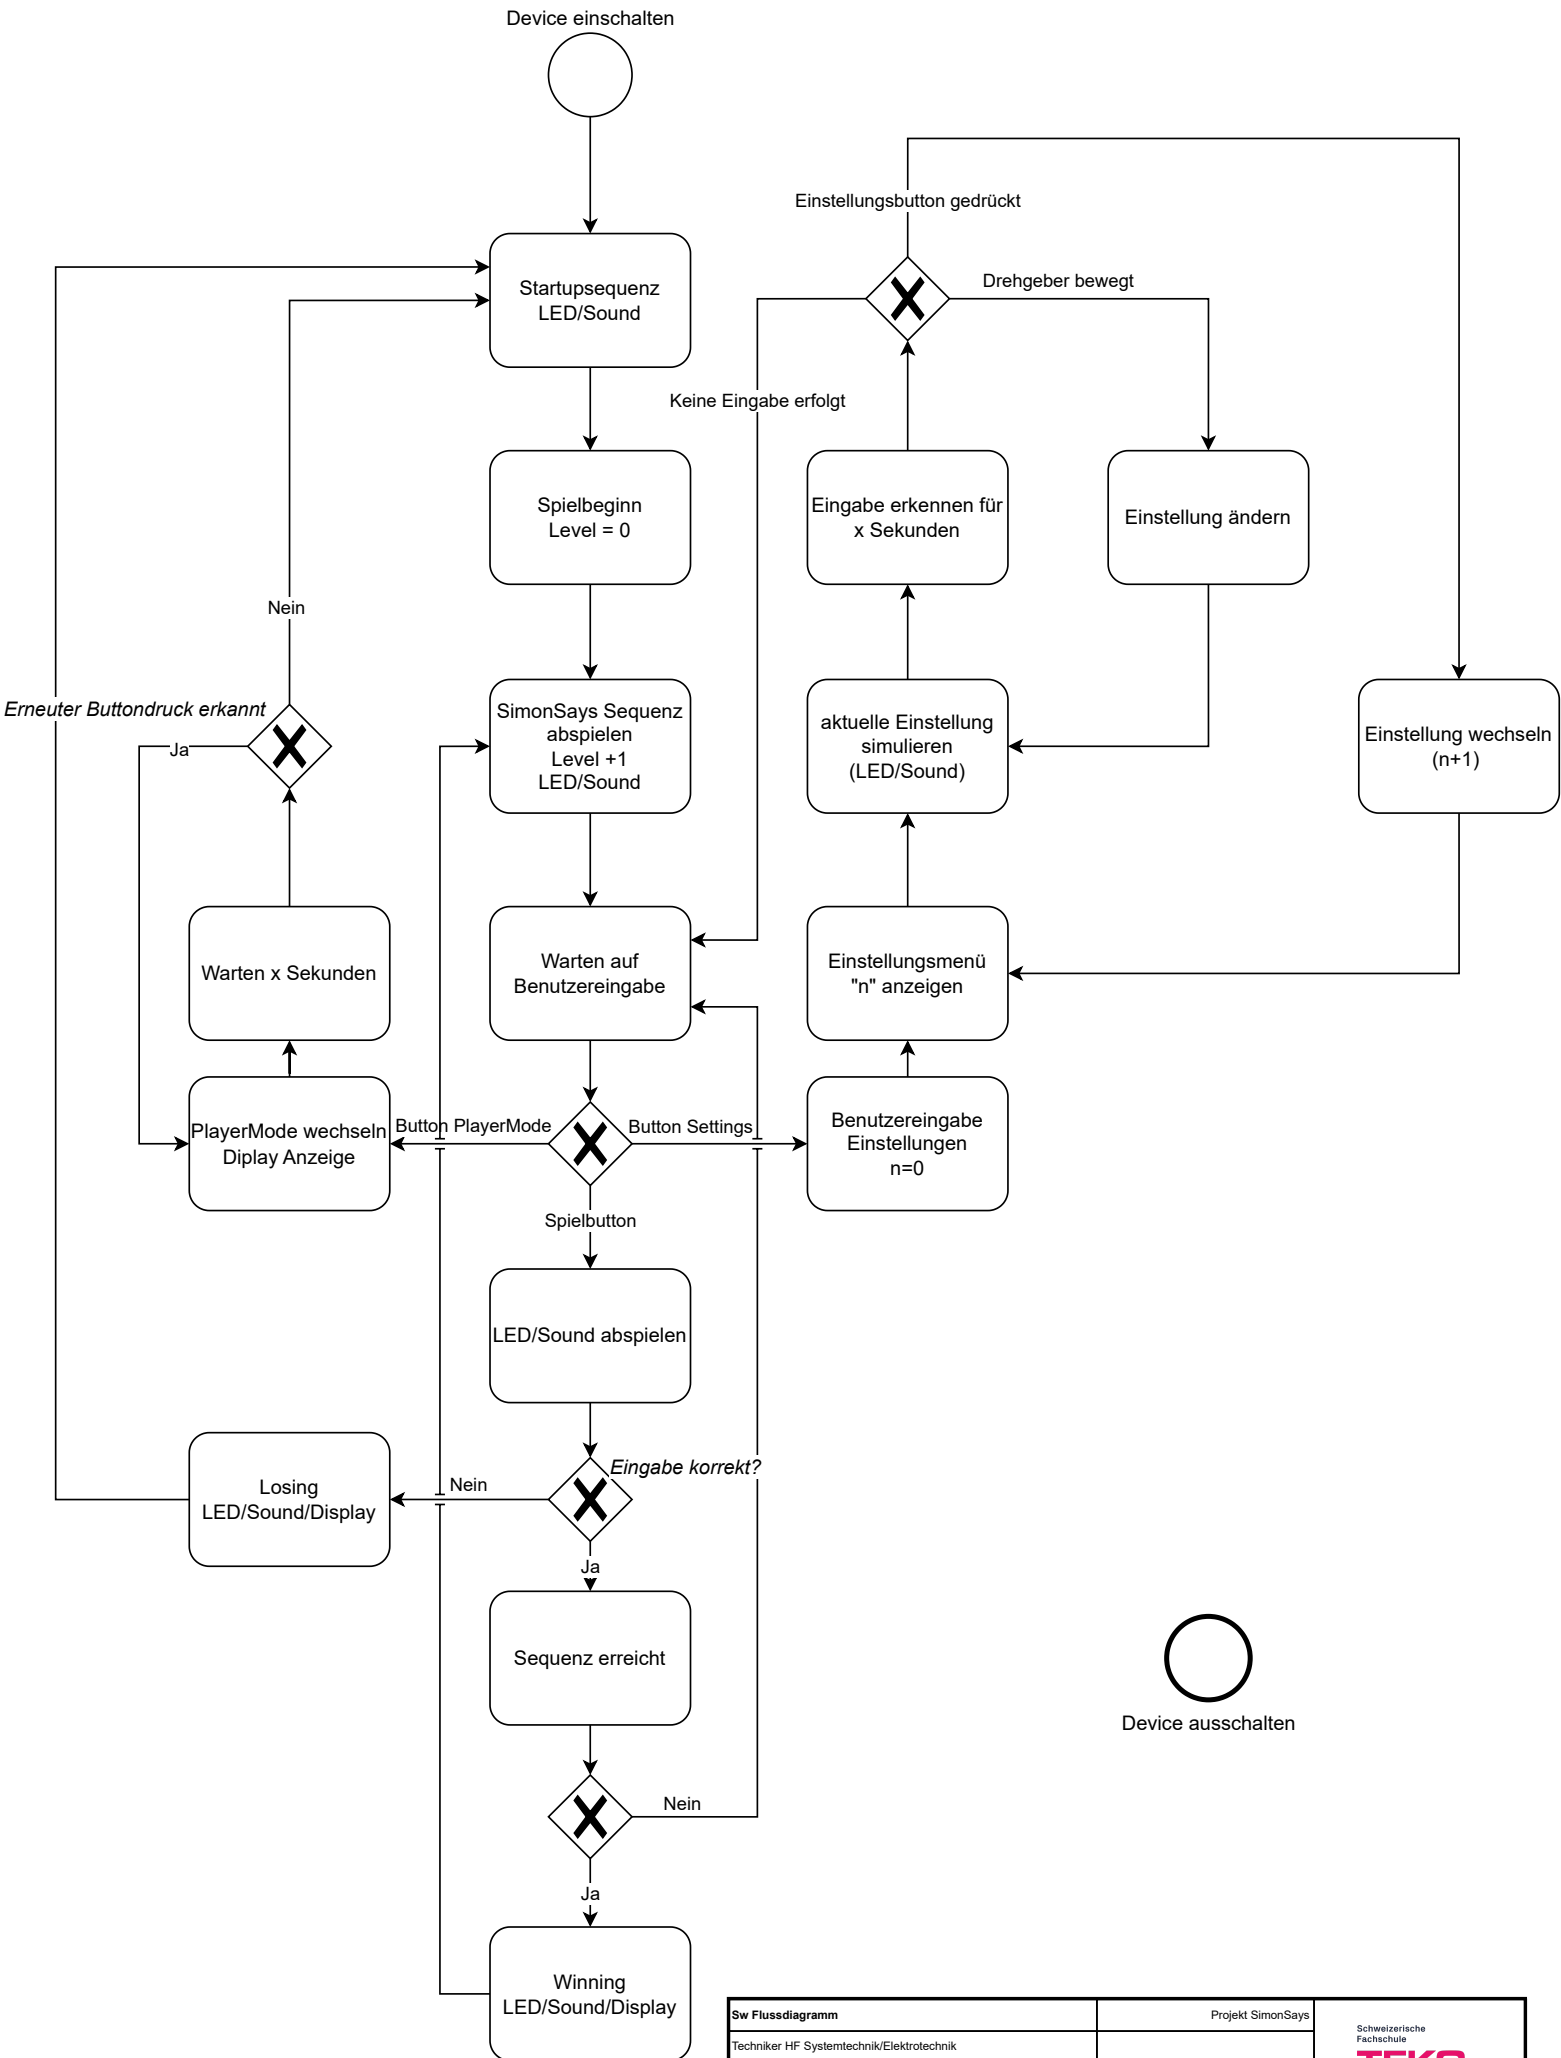 Device einschalten
Einstellungsbutton gedrückt
Startupsequenz
LED/Sound
Drehgeber bewegt
Keine Eingabe erfolgt
Spielbeginn
Level = 0
Eingabe erkennen für
x Sekunden
Einstellung ändern
Nein
Erneuter Buttondruck erkannt
Ja
SimonSays Sequenz
abspielen
Level +1
LED/Sound
aktuelle Einstellung
simulieren
(LED/Sound)
Einstellung wechseln
(n+1)
Warten x Sekunden
Warten auf
Benutzereingabe
Einstellungsmenü
"n" anzeigen
PlayerMode wechseln
Diplay Anzeige
Button PlayerMode
Button Settings
Benutzereingabe
Einstellungen
n=0
Spielbutton
LED/Sound abspielen
Eingabe korrekt?
Nein
Losing
LED/Sound/Display
Ja
Sequenz erreicht
Device ausschalten
Nein
Ja
Winning
LED/Sound/Display
Sw Flussdiagramm
Projekt SimonSays
Techniker HF Systemtechnik/Elektrotechnik
Schweizerische
Fachschule